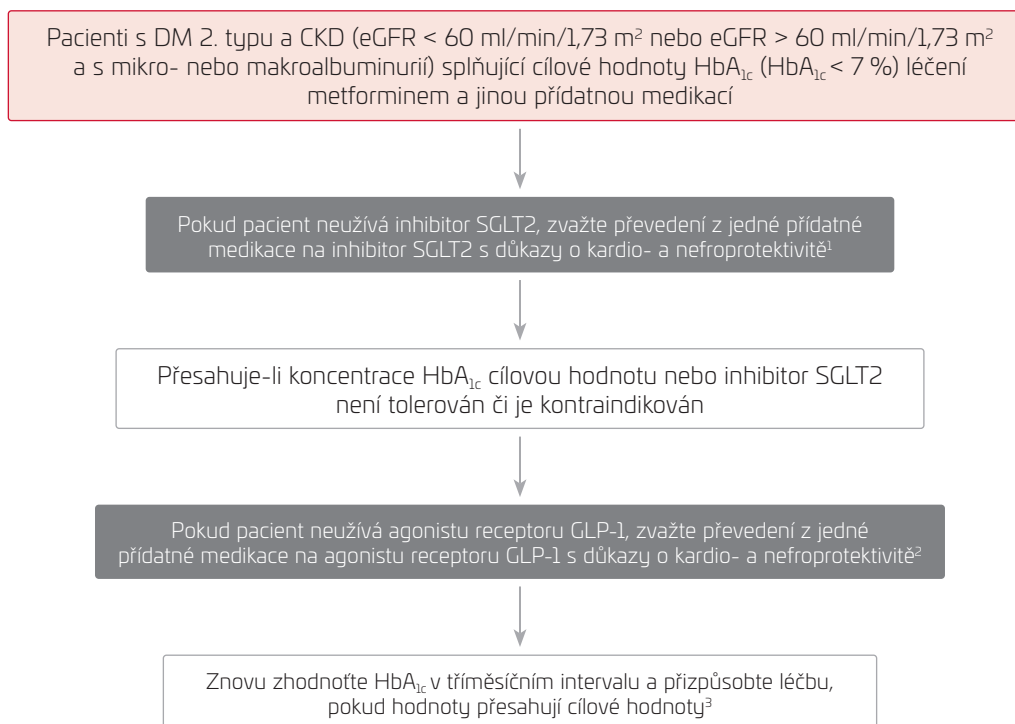 Pacienti s DM 2. typu a CKD (eGFR < 60 ml/min/1,73 m² nebo eGFR > 60 ml/min/1,73 m²
a s mikro- nebo makroalbuminurií) splňující cílové hodnoty HbA₁c (HbA₁c < 7 %) léčení
metforminem a jinou přídatnou medikací
Pokud pacient neužívá inhibitor SGLT2, zvažte převedení z jedné přídatné
medikace na inhibitor SGLT2 s důkazy o kardio- a nefroprotektivitě¹
Přesahuje-li koncentrace HbA₁c cílovou hodnotu nebo inhibitor SGLT2
není tolerován či je kontraindikován
Pokud pacient neužívá agonistu receptoru GLP-1, zvažte převedení z jedné
přídatné medikace na agonistu receptoru GLP-1 s důkazy o kardio- a nefroprotektivitě²
Znovu zhodnoťte HbA₁c v tříměsíčním intervalu a přizpůsobte léčbu,
pokud hodnoty přesahují cílové hodnoty³